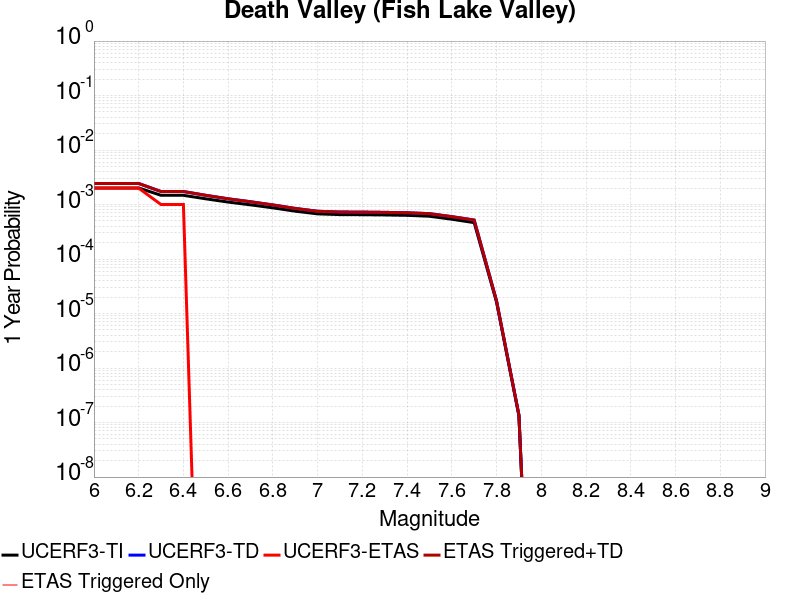 Death Valley (Fish Lake Valley)
10^0
10^-1
10^-2
10^-3
10^-4
10^-5
10^-6
10^-7
10^-8
1 Year Probability
6 6.2 6.4 6.6 6.8 7 7.2 7.4 7.6 7.8 8 8.2 8.4 8.6 8.8 9
Magnitude
UCERF3-TI UCERF3-TD UCERF3-ETAS ETAS Triggered+TD
ETAS Triggered Only